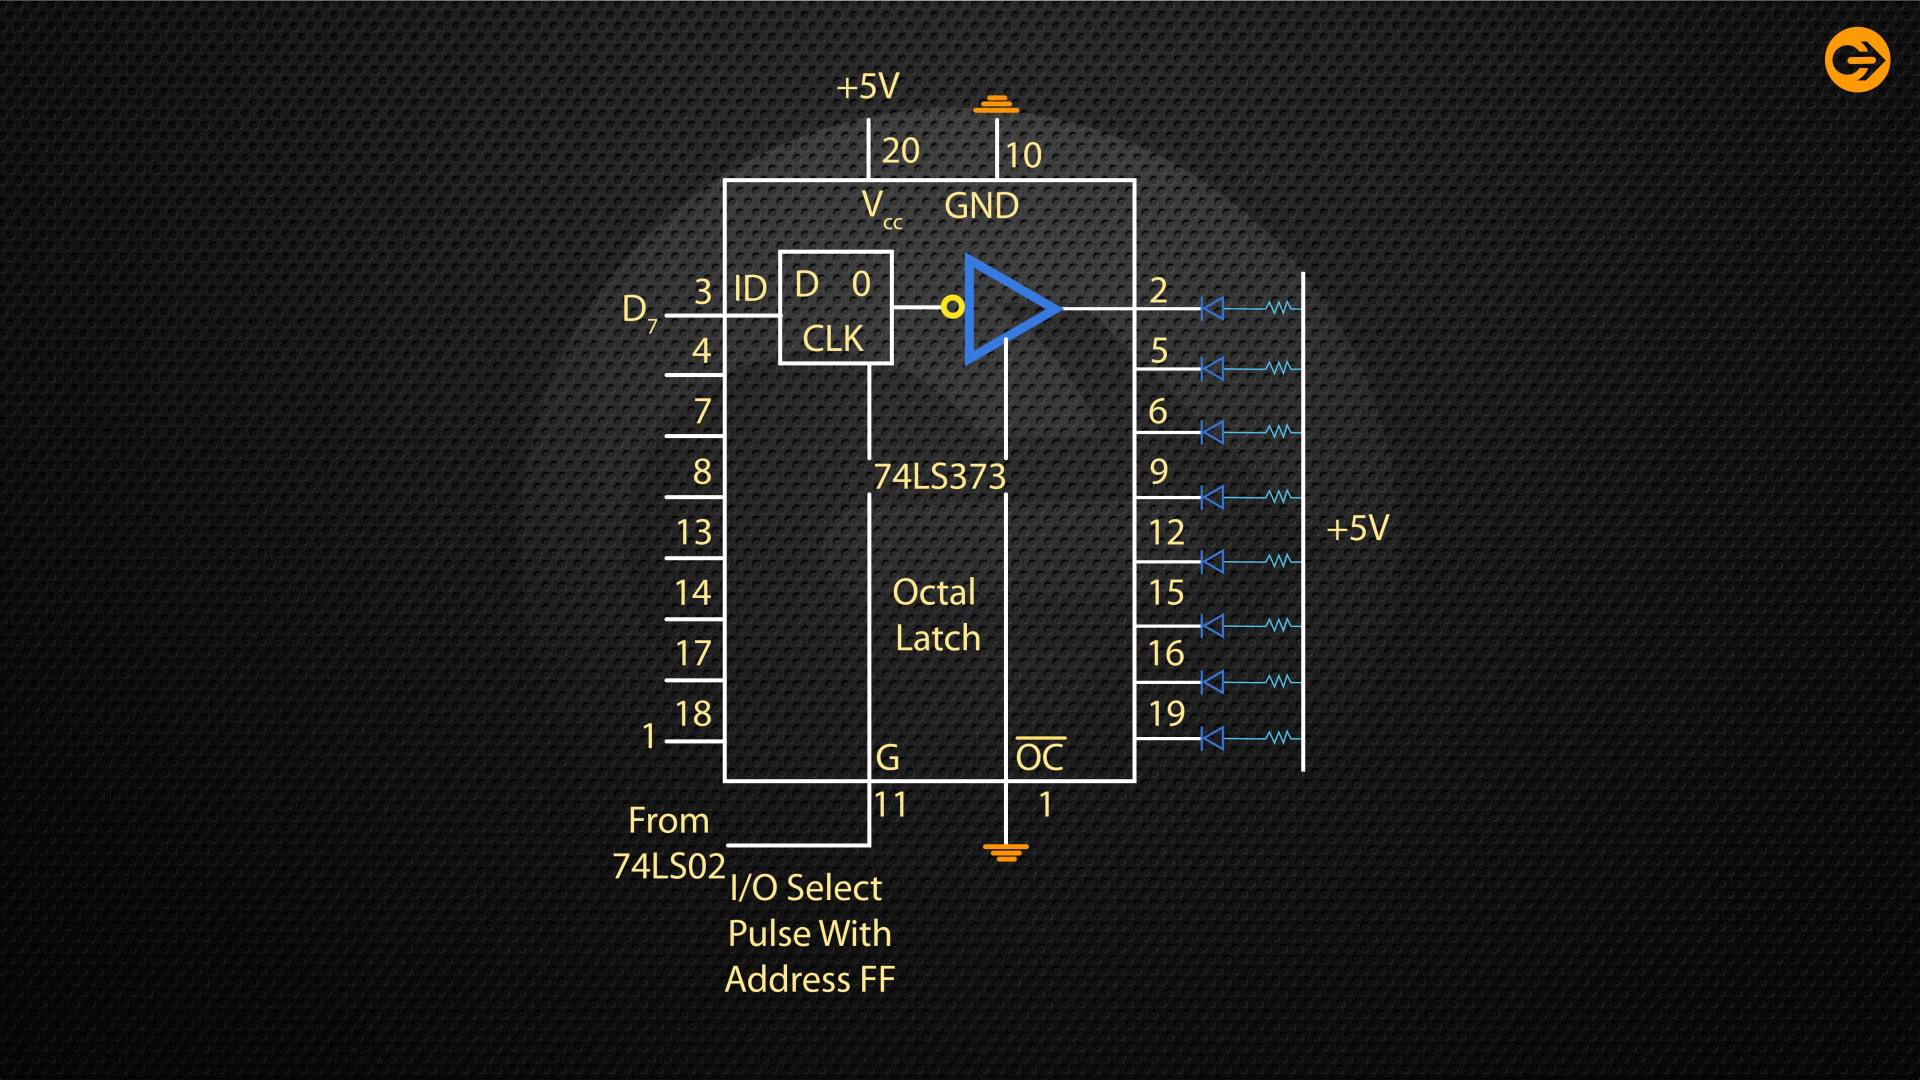 +5V
20
10
Vcc
GND
3
ID
D 0
CLK
2
D7
4
5
7
6
8
74LS373
9
13
12
+5V
14
Octal
Latch
15
17
16
18
19
1
G
OC
11
1
From
74LS02
I/O Select
Pulse With
Address FF